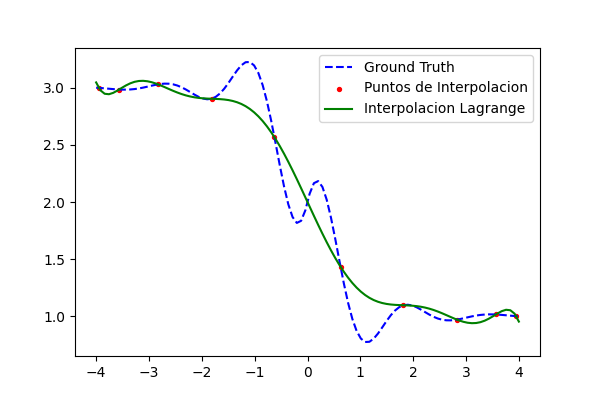 Ground Truth
Puntos de Interpolacion
Interpolacion Lagrange
3.0
2.5
2.0
1.5
1.0
−4 −3 −2 −1 0 1 2 3 4